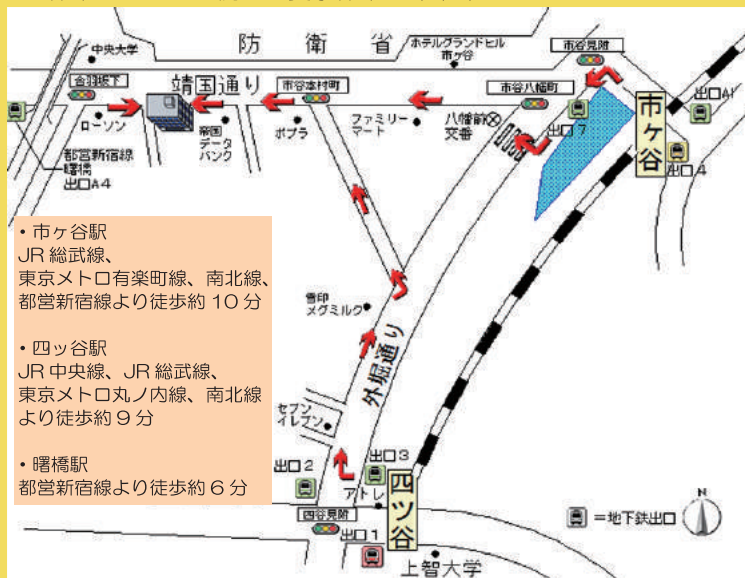 防衛省
中央大学
ホテルグランドヒル
市ヶ谷
市谷見附
合羽坂下
靖国通り
市谷本村町
市谷八幡町
出口A1
市ヶ谷
ローソン
帝国
データ
バンク
ポプラ
ファミリー
マート
八幡前
交番
出口7
出口4
都営新宿線
曙橋
出口A4
・市ヶ谷駅
JR 総武線、
東京メトロ有楽町線、南北線、
都営新宿線より徒歩約 10 分
・四ッ谷駅
JR 中央線、JR 総武線、
東京メトロ丸ノ内線、南北線
より徒歩約 9 分
・曙橋駅
都営新宿線より徒歩約 6 分
雪印
メグミルク
外堀通り
セブン
イレブン
出口2
出口3
アトレ
四ツ谷
四谷見附
出口1
上智大学
=地下鉄出口
N